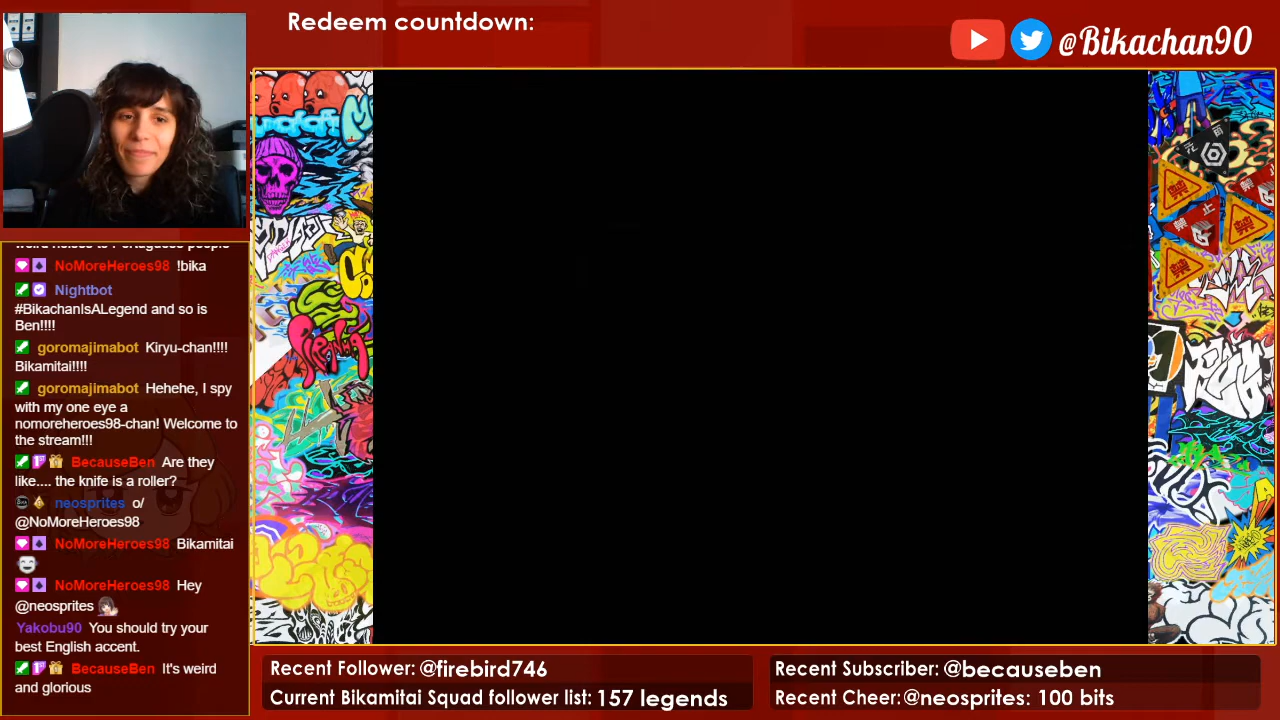 Redeem countdown:
@Bikachan90
NoMoreHeroes98 !bika
Nightbot
#BikachanIsALegend and so is
Ben!!!!
goromajimabot Kiryu-chan!!!!
Bikamitai!!!!
goromajimabot Hehehe, I spy
with my one eye a
nomoreheroes98-chan! Welcome to
the stream!!!
BecauseBen Are they
like.... the knife is a roller?
neosprites o/
@NoMoreHeroes98
NoMoreHeroes98 Bikamitai
NoMoreHeroes98 Hey
@neosprites
Yakobu90 You should try your
best English accent.
BecauseBen It's weird
and glorious
Recent Follower: @firebird746
Current Bikamitai Squad follower list: 157 legends
Recent Subscriber: @becauseben
Recent Cheer: @neosprites: 100 bits